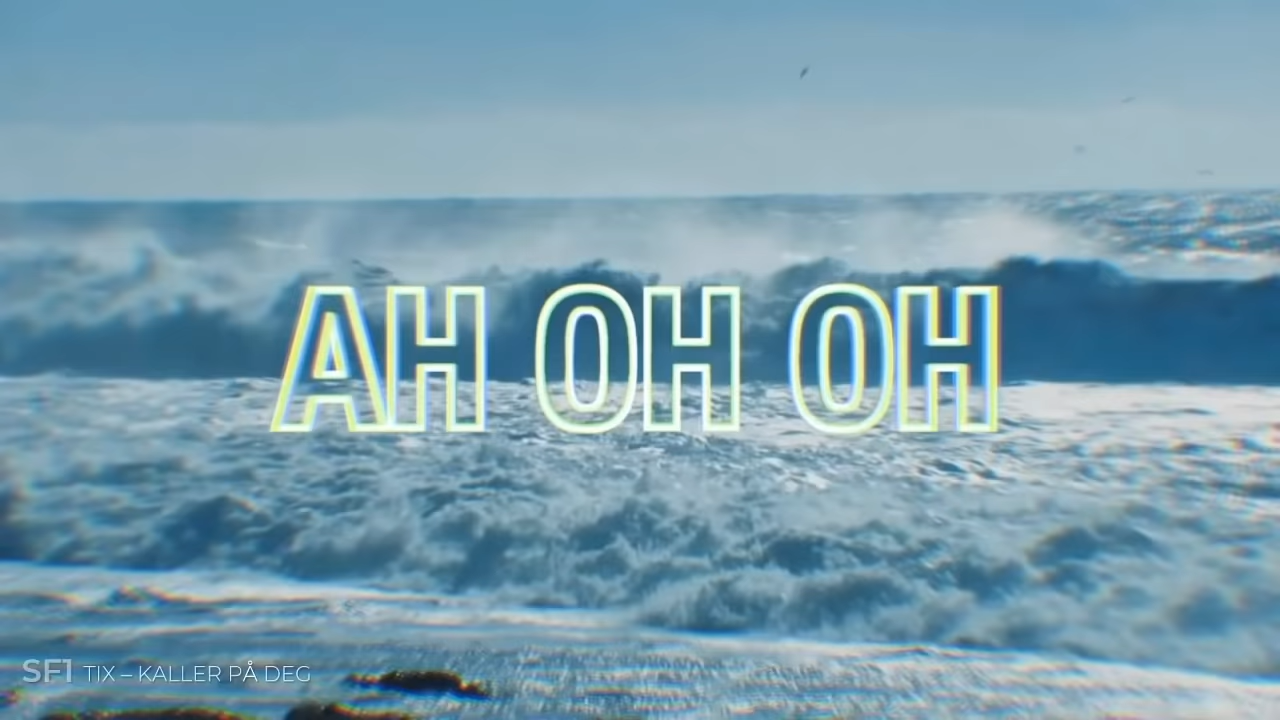 AH OH OH
SF1 TIX – KALLER PÅ DEG